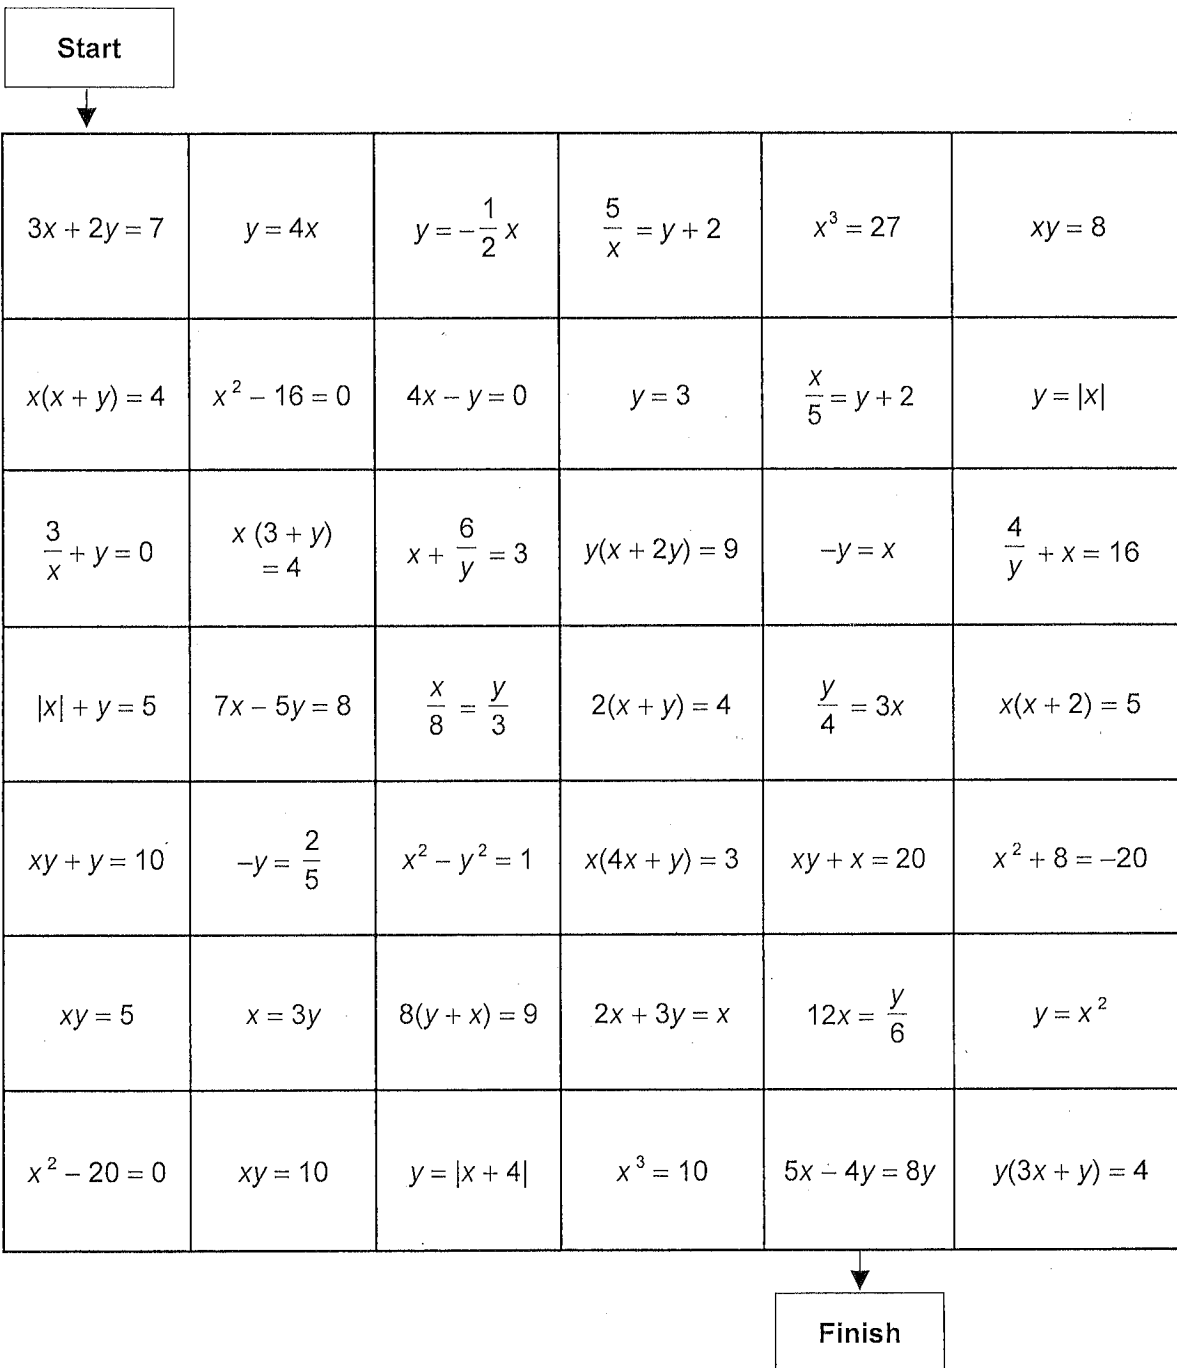 Start
3x + 2y = 7
y = 4x
y = −1/2 x
5/x = y + 2
x³ = 27
xy = 8
x(x + y) = 4
x² − 16 = 0
4x − y = 0
y = 3
x/5 = y + 2
y = |x|
3/x + y = 0
x (3 + y)
= 4
x + 6/y = 3
y(x + 2y) = 9
−y = x
4/y + x = 16
|x| + y = 5
7x − 5y = 8
x/8 = y/3
2(x + y) = 4
y/4 = 3x
x(x + 2) = 5
xy + y = 10
−y = 2/5
x² − y² = 1
x(4x + y) = 3
xy + x = 20
x² + 8 = −20
xy = 5
x = 3y
8(y + x) = 9
2x + 3y = x
12x = y/6
y = x²
x² − 20 = 0
xy = 10
y = |x + 4|
x³ = 10
5x − 4y = 8y
y(3x + y) = 4
Finish